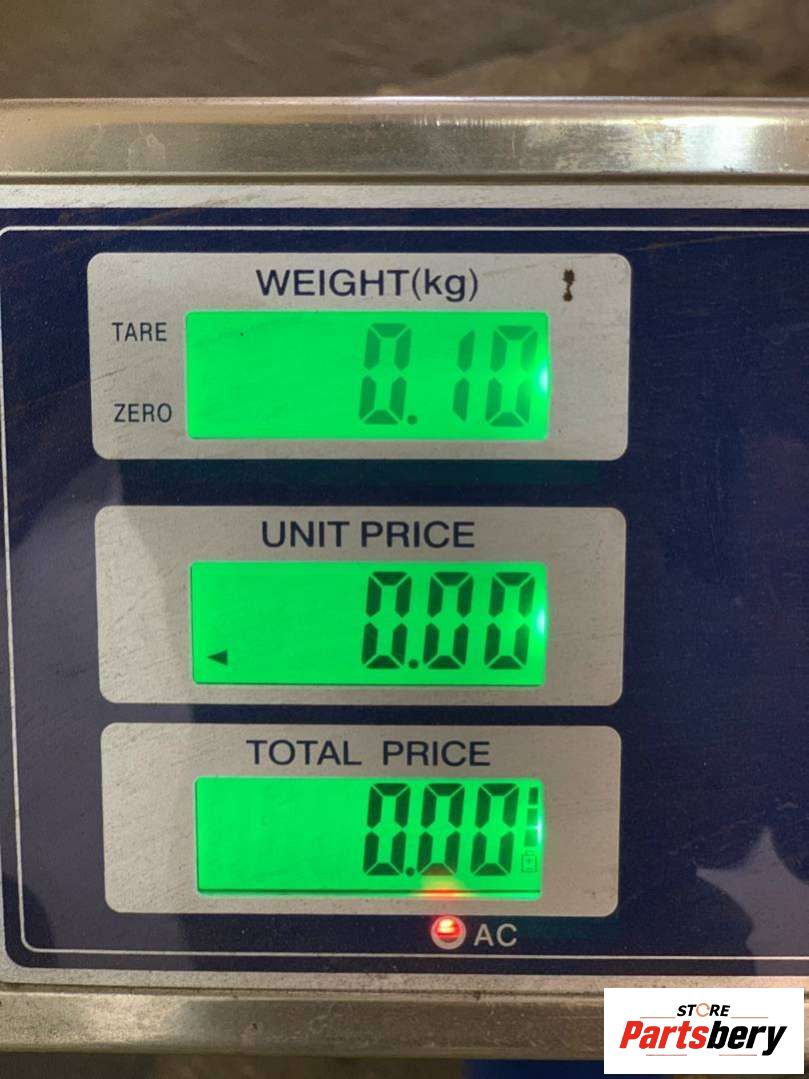 WEIGHT(kg)
TARE
0.10
ZERO
UNIT PRICE
0.00
TOTAL PRICE
0.00
AC
STORE
Partsbery